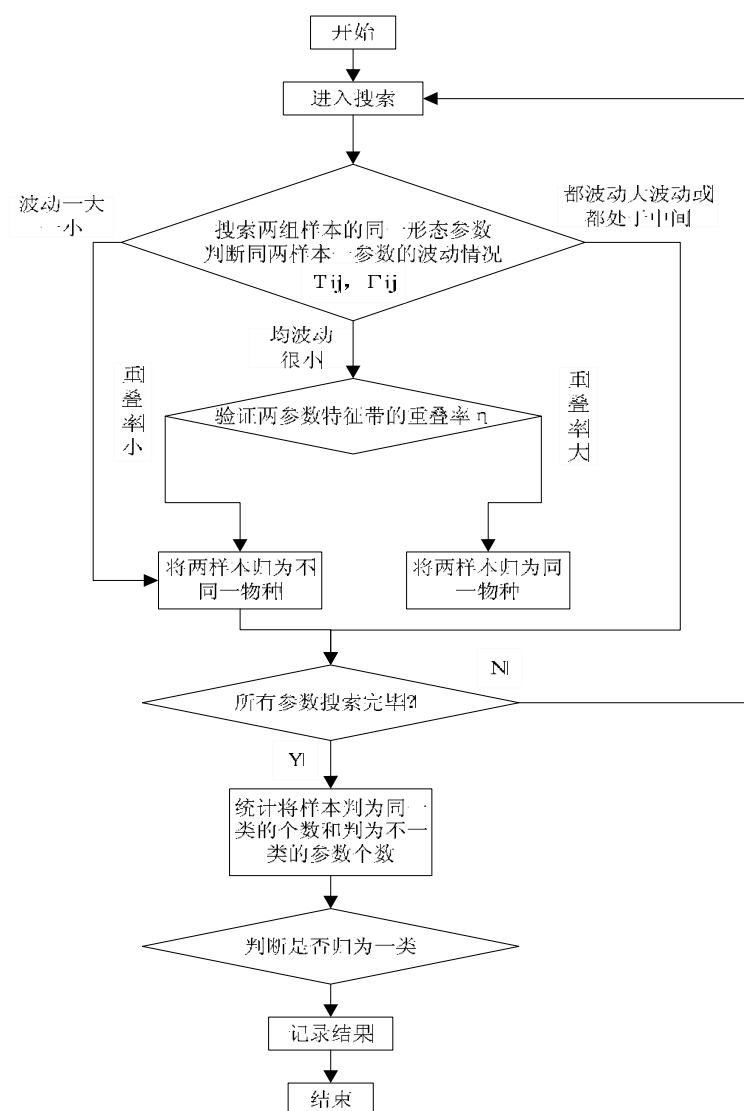 开始
进入搜索
波动一大
一小
都波动大波动或
都处于中间
搜索两组样本的同一形态参数
判断同两样本一参数的波动情况
Tij，Γij
均波动
很小
重
叠
率
小
重
叠
率
大
验证两参数特征带的重叠率 η
将两样本归为不
同一物种
将两样本归为同
一物种
N
所有参数搜索完毕?
Y
统计将样本判为同一
类的个数和判为不一
类的参数个数
判断是否归为一类
记录结果
结束